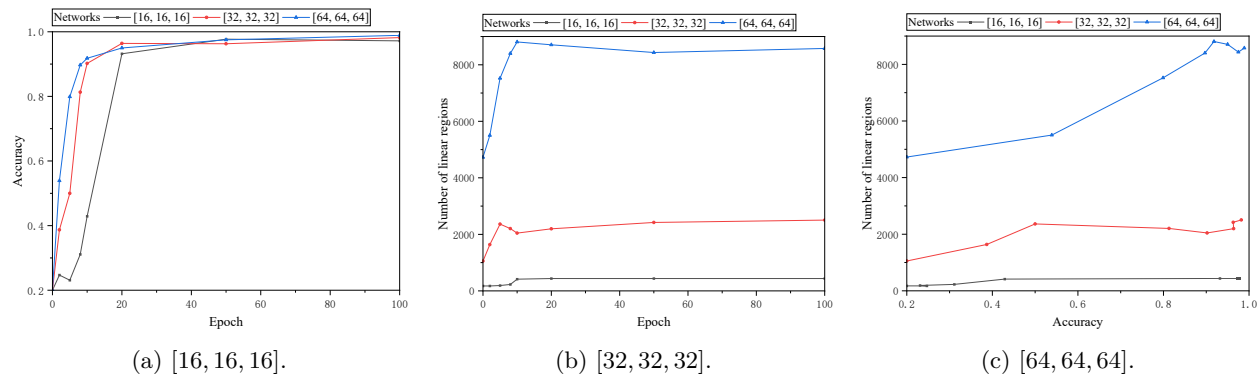 Networks [16, 16, 16] [32, 32, 32] [64, 64, 64]
1.0
0.8
0.6
0.4
0.2
Accuracy
0 20 40 60 80 100
Epoch
(a) [16, 16, 16].
Networks [16, 16, 16] [32, 32, 32] [64, 64, 64]
8000
6000
4000
2000
0
Number of linear regions
0 20 40 60 80 100
Epoch
(b) [32, 32, 32].
Networks [16, 16, 16] [32, 32, 32] [64, 64, 64]
8000
6000
4000
2000
0
Number of linear regions
0.2 0.4 0.6 0.8 1.0
Accuracy
(c) [64, 64, 64].